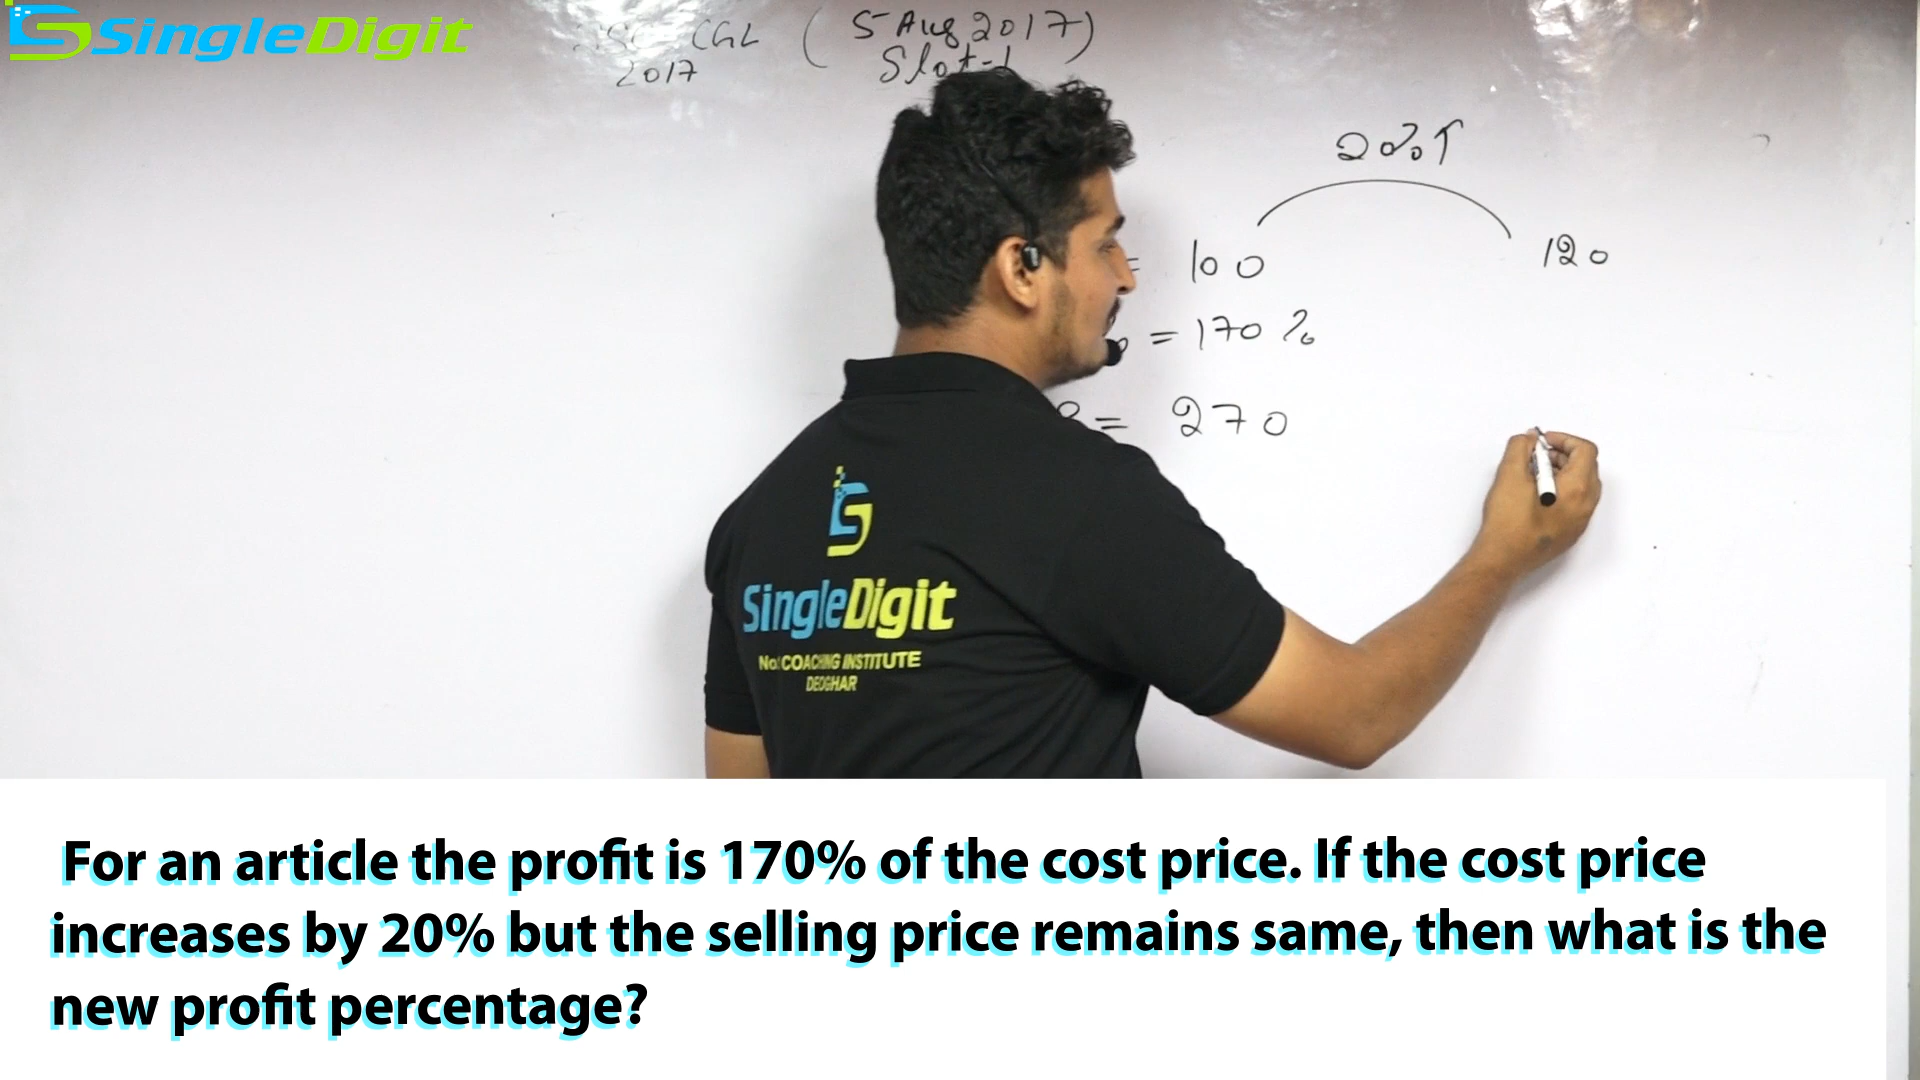 SingleDigit
CGL (5 Aug 2017)
2017 Slot-1
20%↑
= 100 120
= 170%
= 270
SingleDigit
No.1 COACHING INSTITUTE
DEOGHAR
For an article the profit is 170% of the cost price. If the cost price
increases by 20% but the selling price remains same, then what is the
new profit percentage?